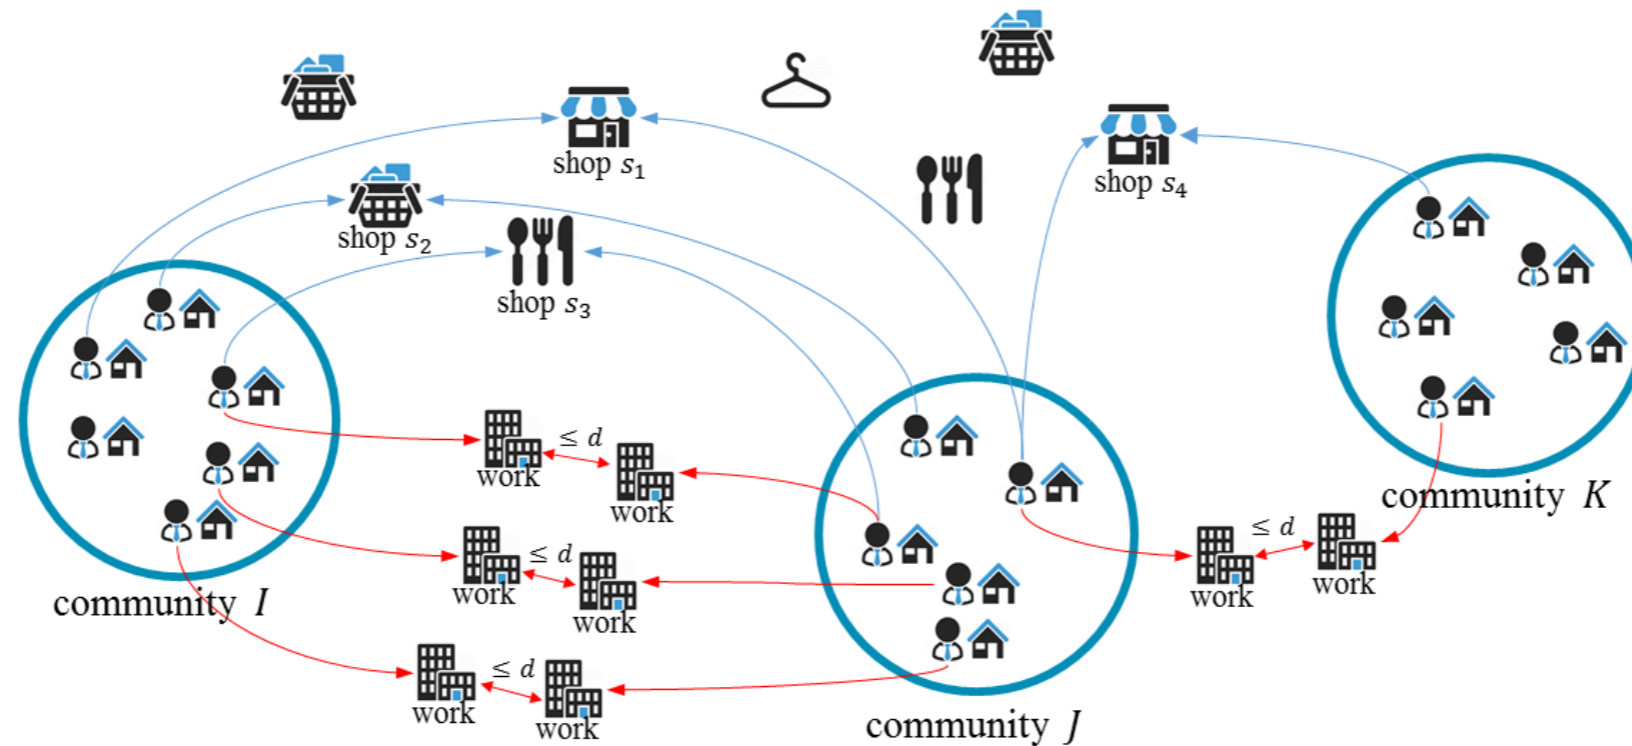 shop s₁
shop s₄
shop s₂
shop s₃
≤ d
work
work
community K
≤ d
≤ d
work
work
work
work
community I
≤ d
work
work
community J